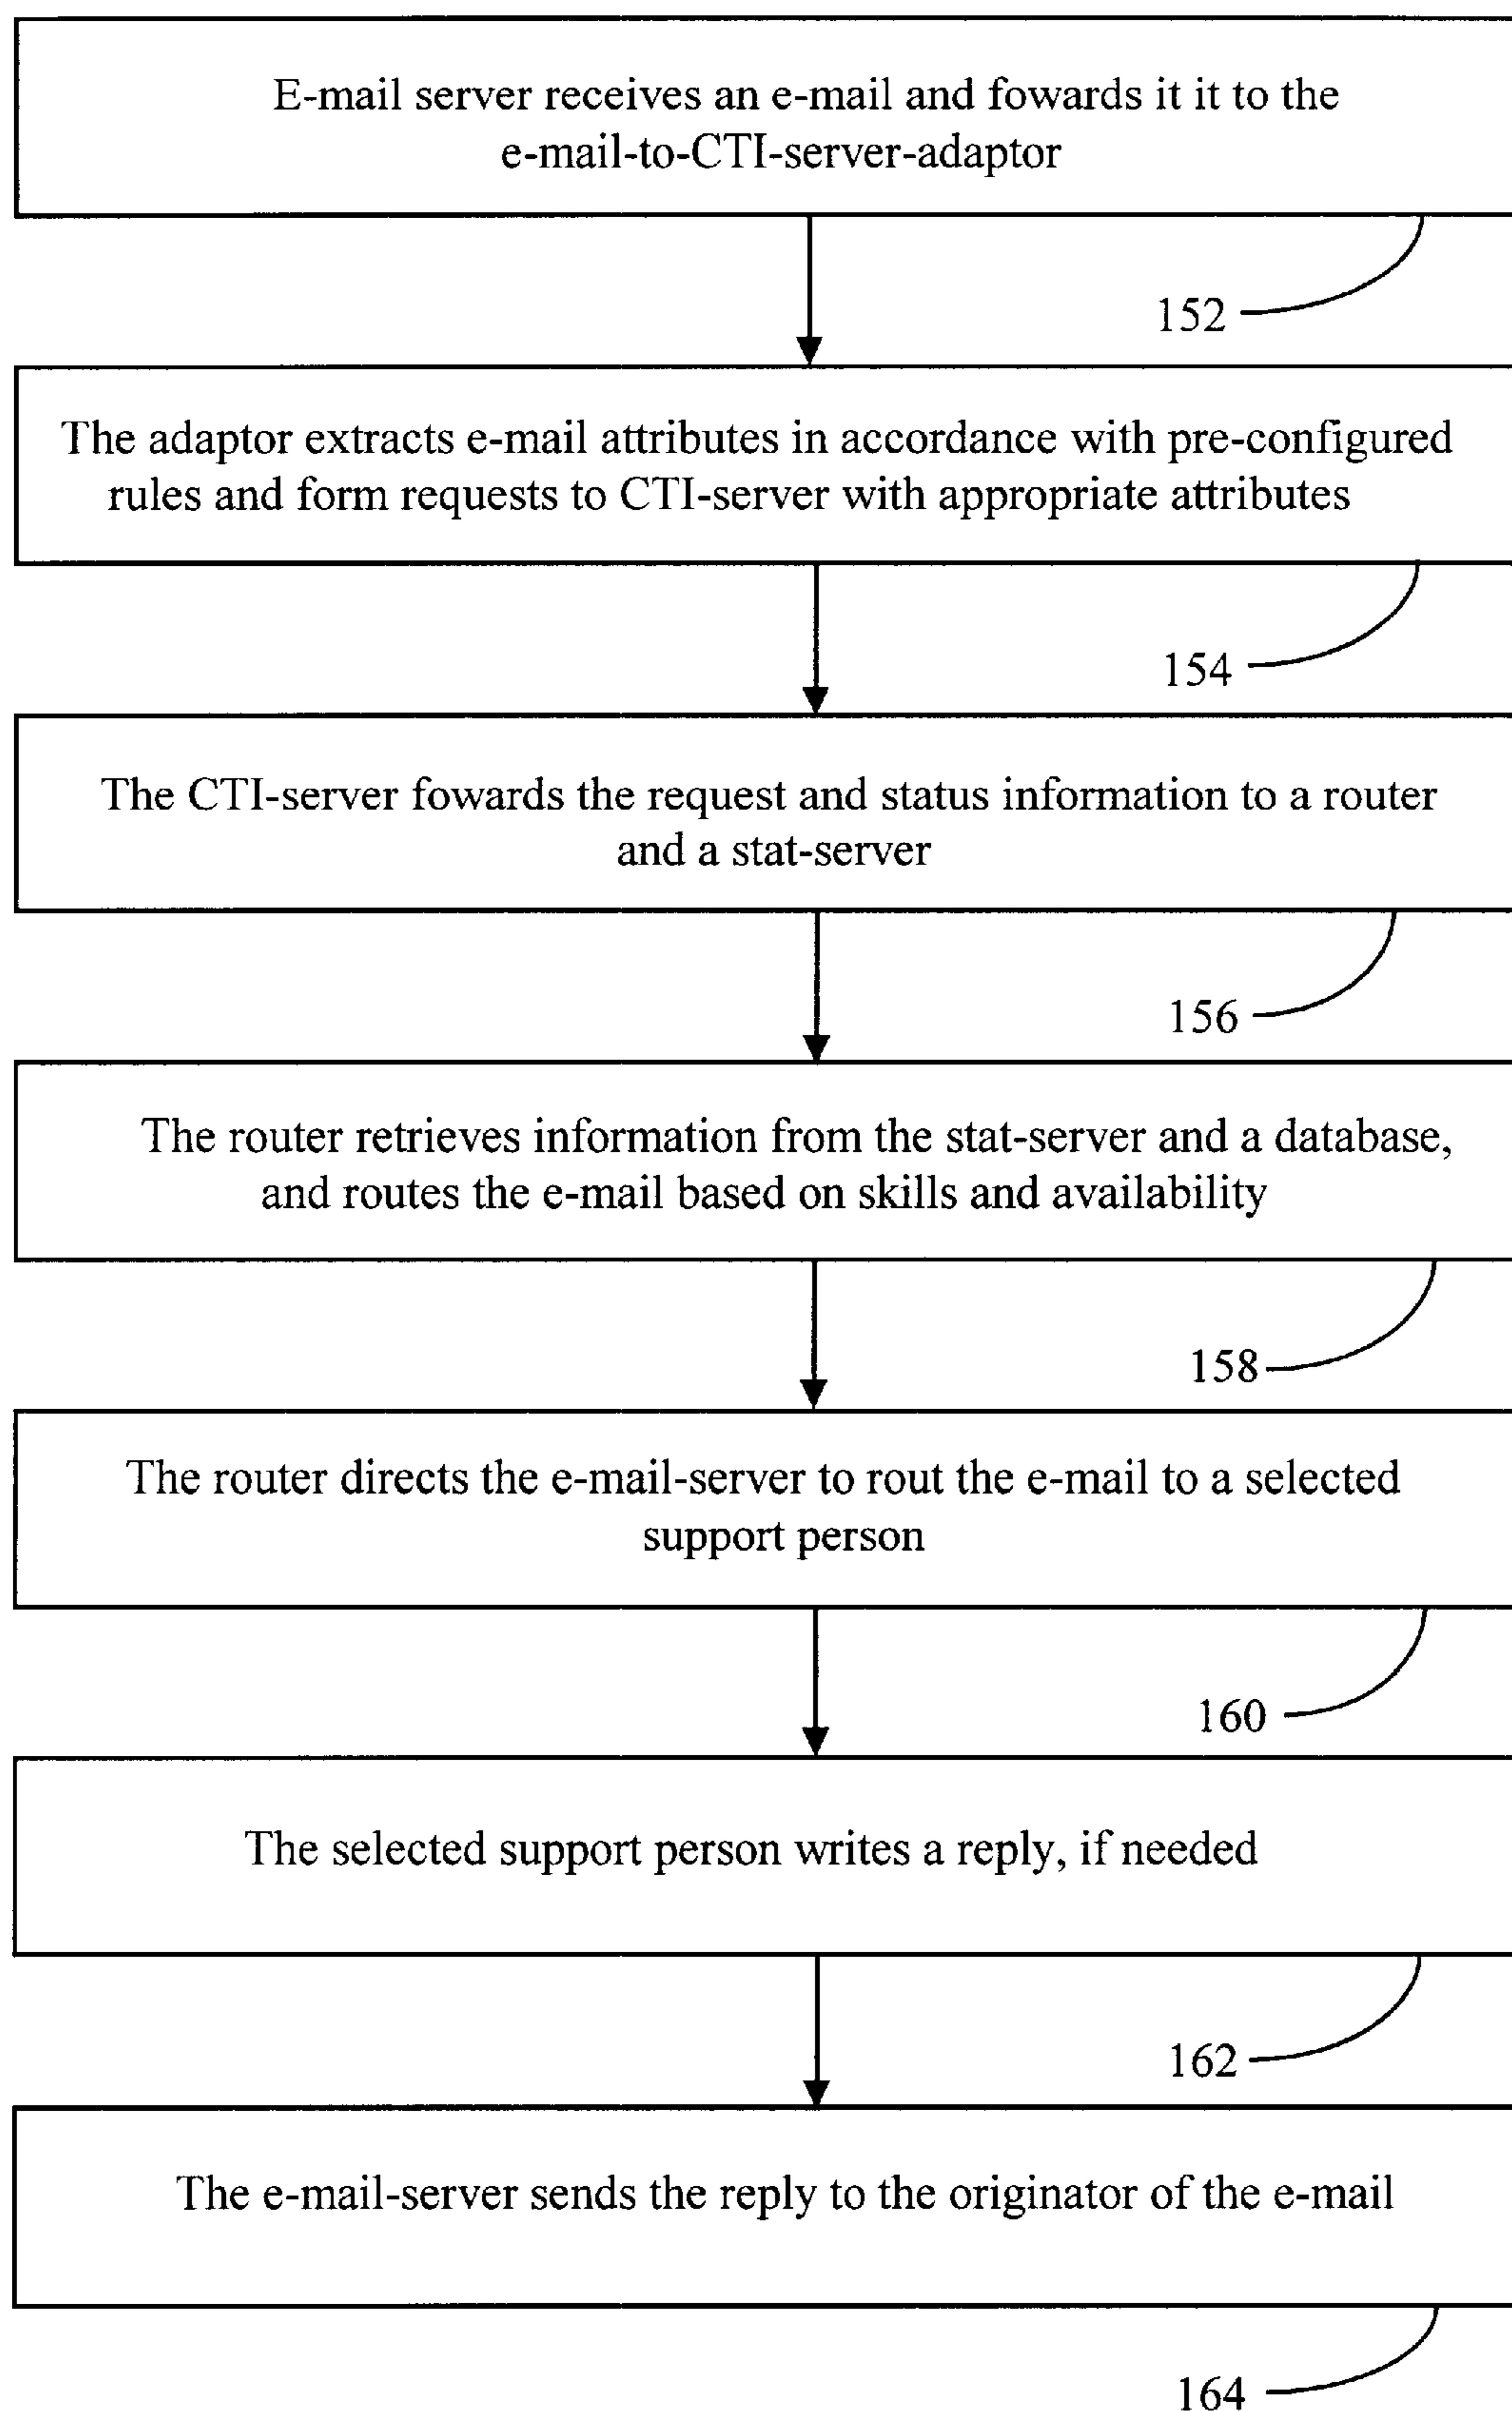 E-mail server receives an e-mail and fowards it it to the
e-mail-to-CTI-server-adaptor
152
The adaptor extracts e-mail attributes in accordance with pre-configured
rules and form requests to CTI-server with appropriate attributes
154
The CTI-server fowards the request and status information to a router
and a stat-server
156
The router retrieves information from the stat-server and a database,
and routes the e-mail based on skills and availability
158
The router directs the e-mail-server to rout the e-mail to a selected
support person
160
The selected support person writes a reply, if needed
162
The e-mail-server sends the reply to the originator of the e-mail
164